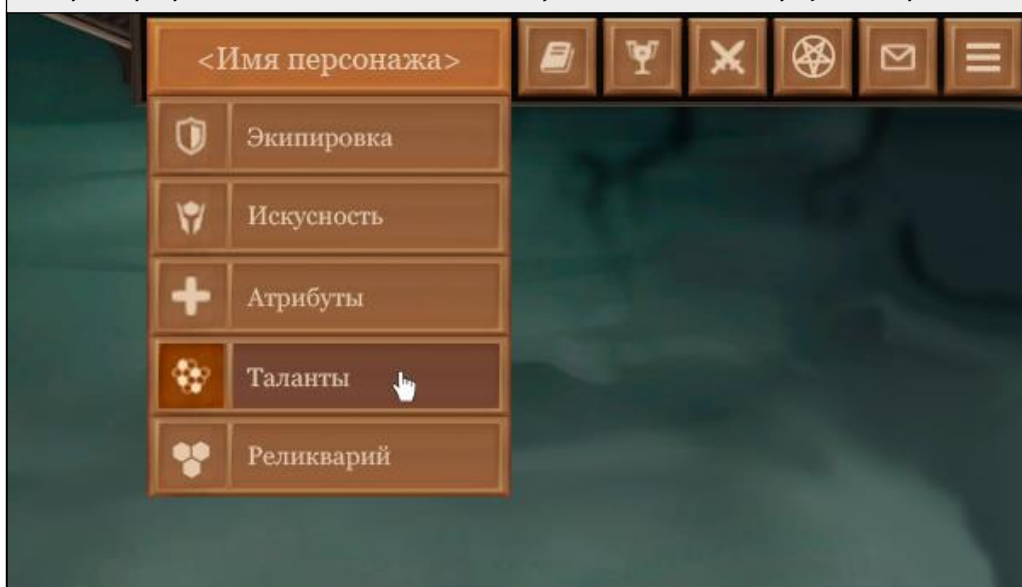 <Имя персонажа>
Экипировка
Искусность
Атрибуты
Таланты
Реликварий